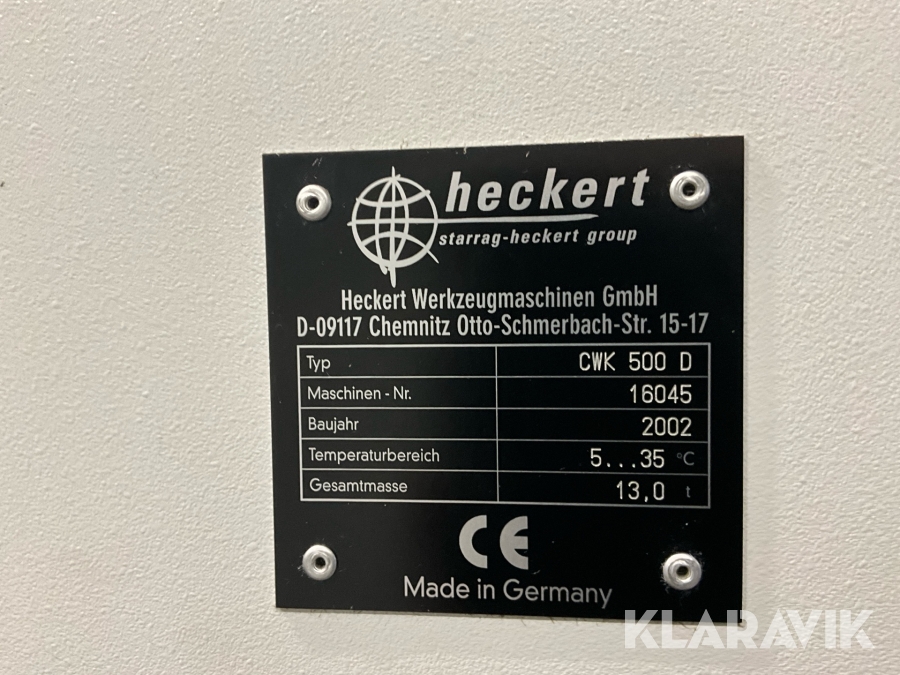 heckert
starrag-heckert group
Heckert Werkzeugmaschinen GmbH
D-09117 Chemnitz Otto-Schmerbach-Str. 15-17
Typ CWK 500 D
Maschinen - Nr. 16045
Baujahr 2002
Temperaturbereich 5...35 °C
Gesamtmasse 13,0 t
CE
Made in Germany
KLARAVIK